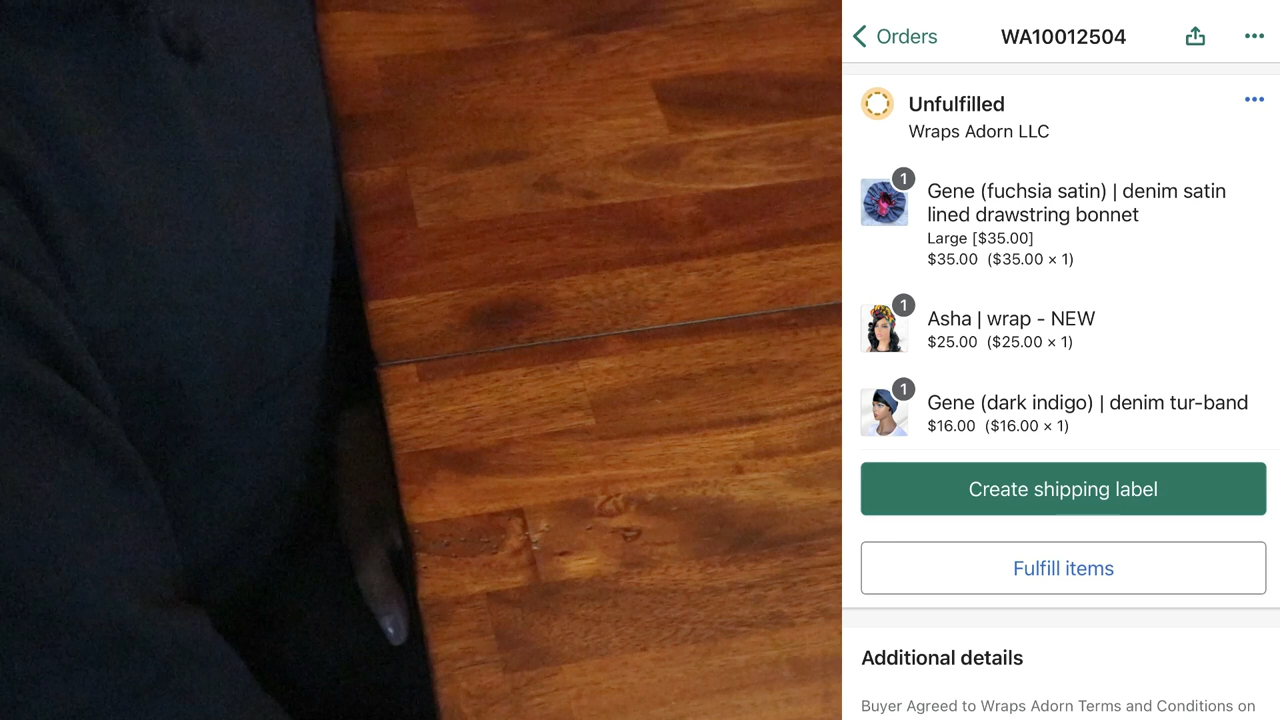 Orders
WA10012504
Unfulfilled
Wraps Adorn LLC
1
Gene (fuchsia satin) | denim satin
lined drawstring bonnet
Large [$35.00]
$35.00 ($35.00 × 1)
1
Asha | wrap - NEW
$25.00 ($25.00 × 1)
1
Gene (dark indigo) | denim tur-band
$16.00 ($16.00 × 1)
Create shipping label
Fulfill items
Additional details
Buyer Agreed to Wraps Adorn Terms and Conditions on